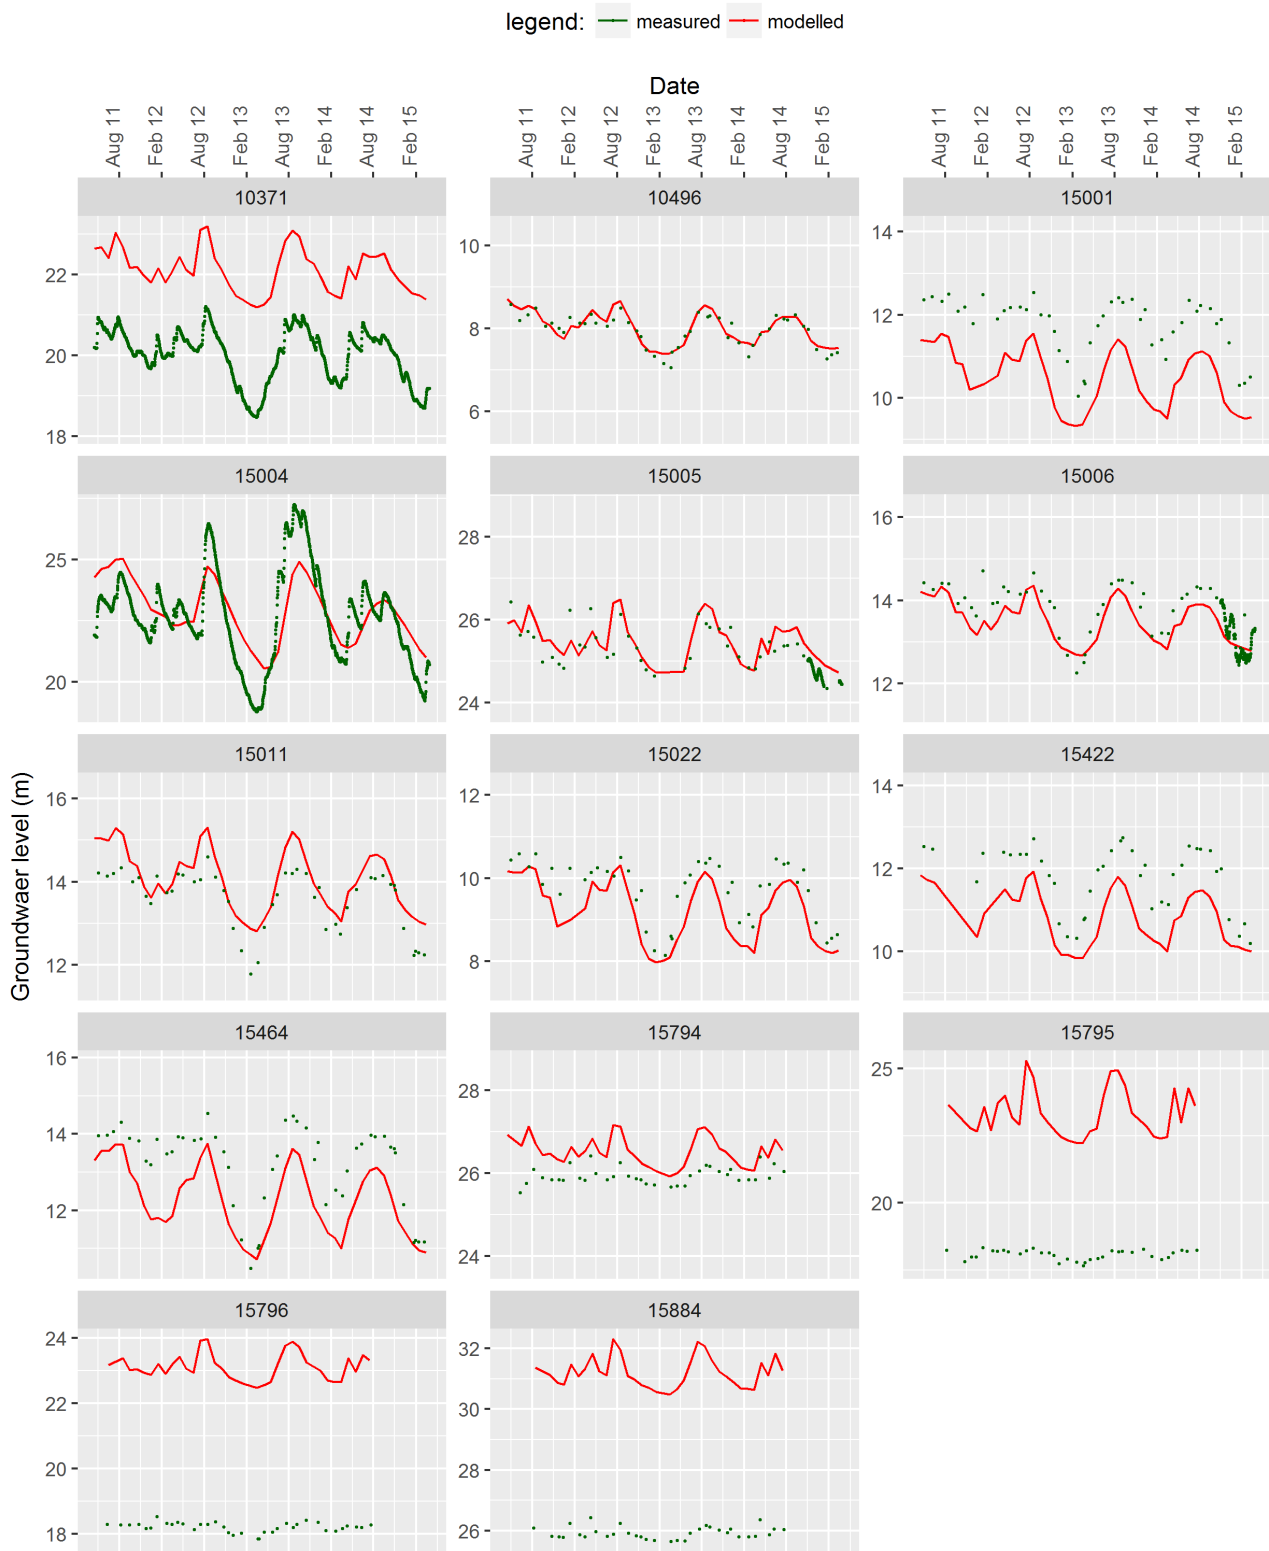 legend: measured modelled
Date
Aug 11 Feb 12 Aug 12 Feb 13 Aug 13 Feb 14 Aug 14 Feb 15
Aug 11 Feb 12 Aug 12 Feb 13 Aug 13 Feb 14 Aug 14 Feb 15
Aug 11 Feb 12 Aug 12 Feb 13 Aug 13 Feb 14 Aug 14 Feb 15
10371 10496 15001
22 20 18
10 8 6
14 12 10
15004 15005 15006
25 20
28 26 24
16 14 12
Groundwaer level (m)
15011 15022 15422
16 14 12
12 10 8
14 12 10
15464 15794 15795
16 14 12
28 26 24
25 20
15796 15884
24 22 20 18
32 30 28 26